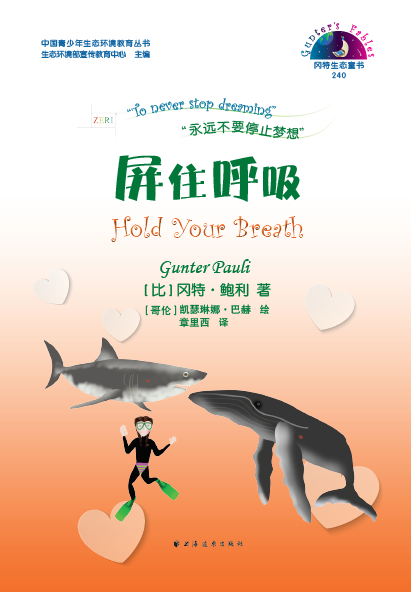 中国青少年生态环境教育丛书
生态环境部宣传教育中心 主编
Gunter's Fables
冈特生态童书
240
ZERI
"To never stop dreaming"
"永远不要停止梦想"
屏住呼吸
Hold Your Breath
Gunter Pauli
[比] 冈特·鲍利 著
[哥伦] 凯瑟琳娜·巴赫 绘
章里西 译
上海远东出版社